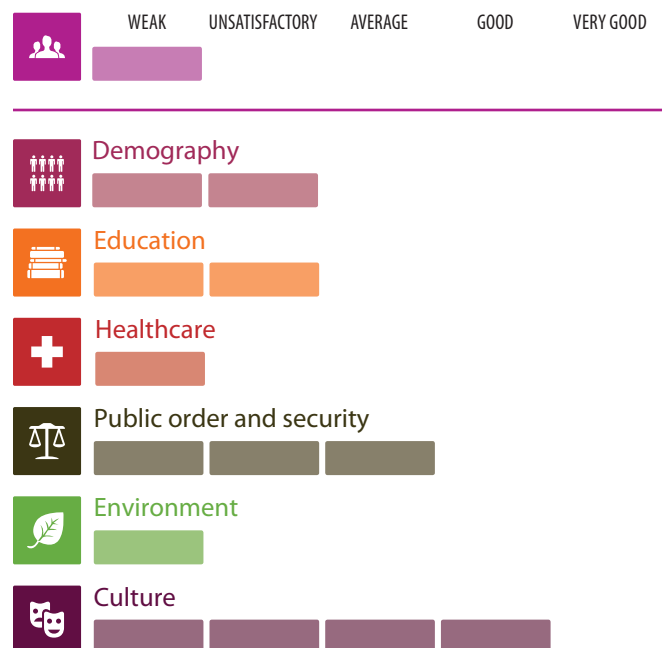 WEAK UNSATISFACTORY AVERAGE GOOD VERY GOOD
Demography
Education
Healthcare
Public order and security
Environment
Culture